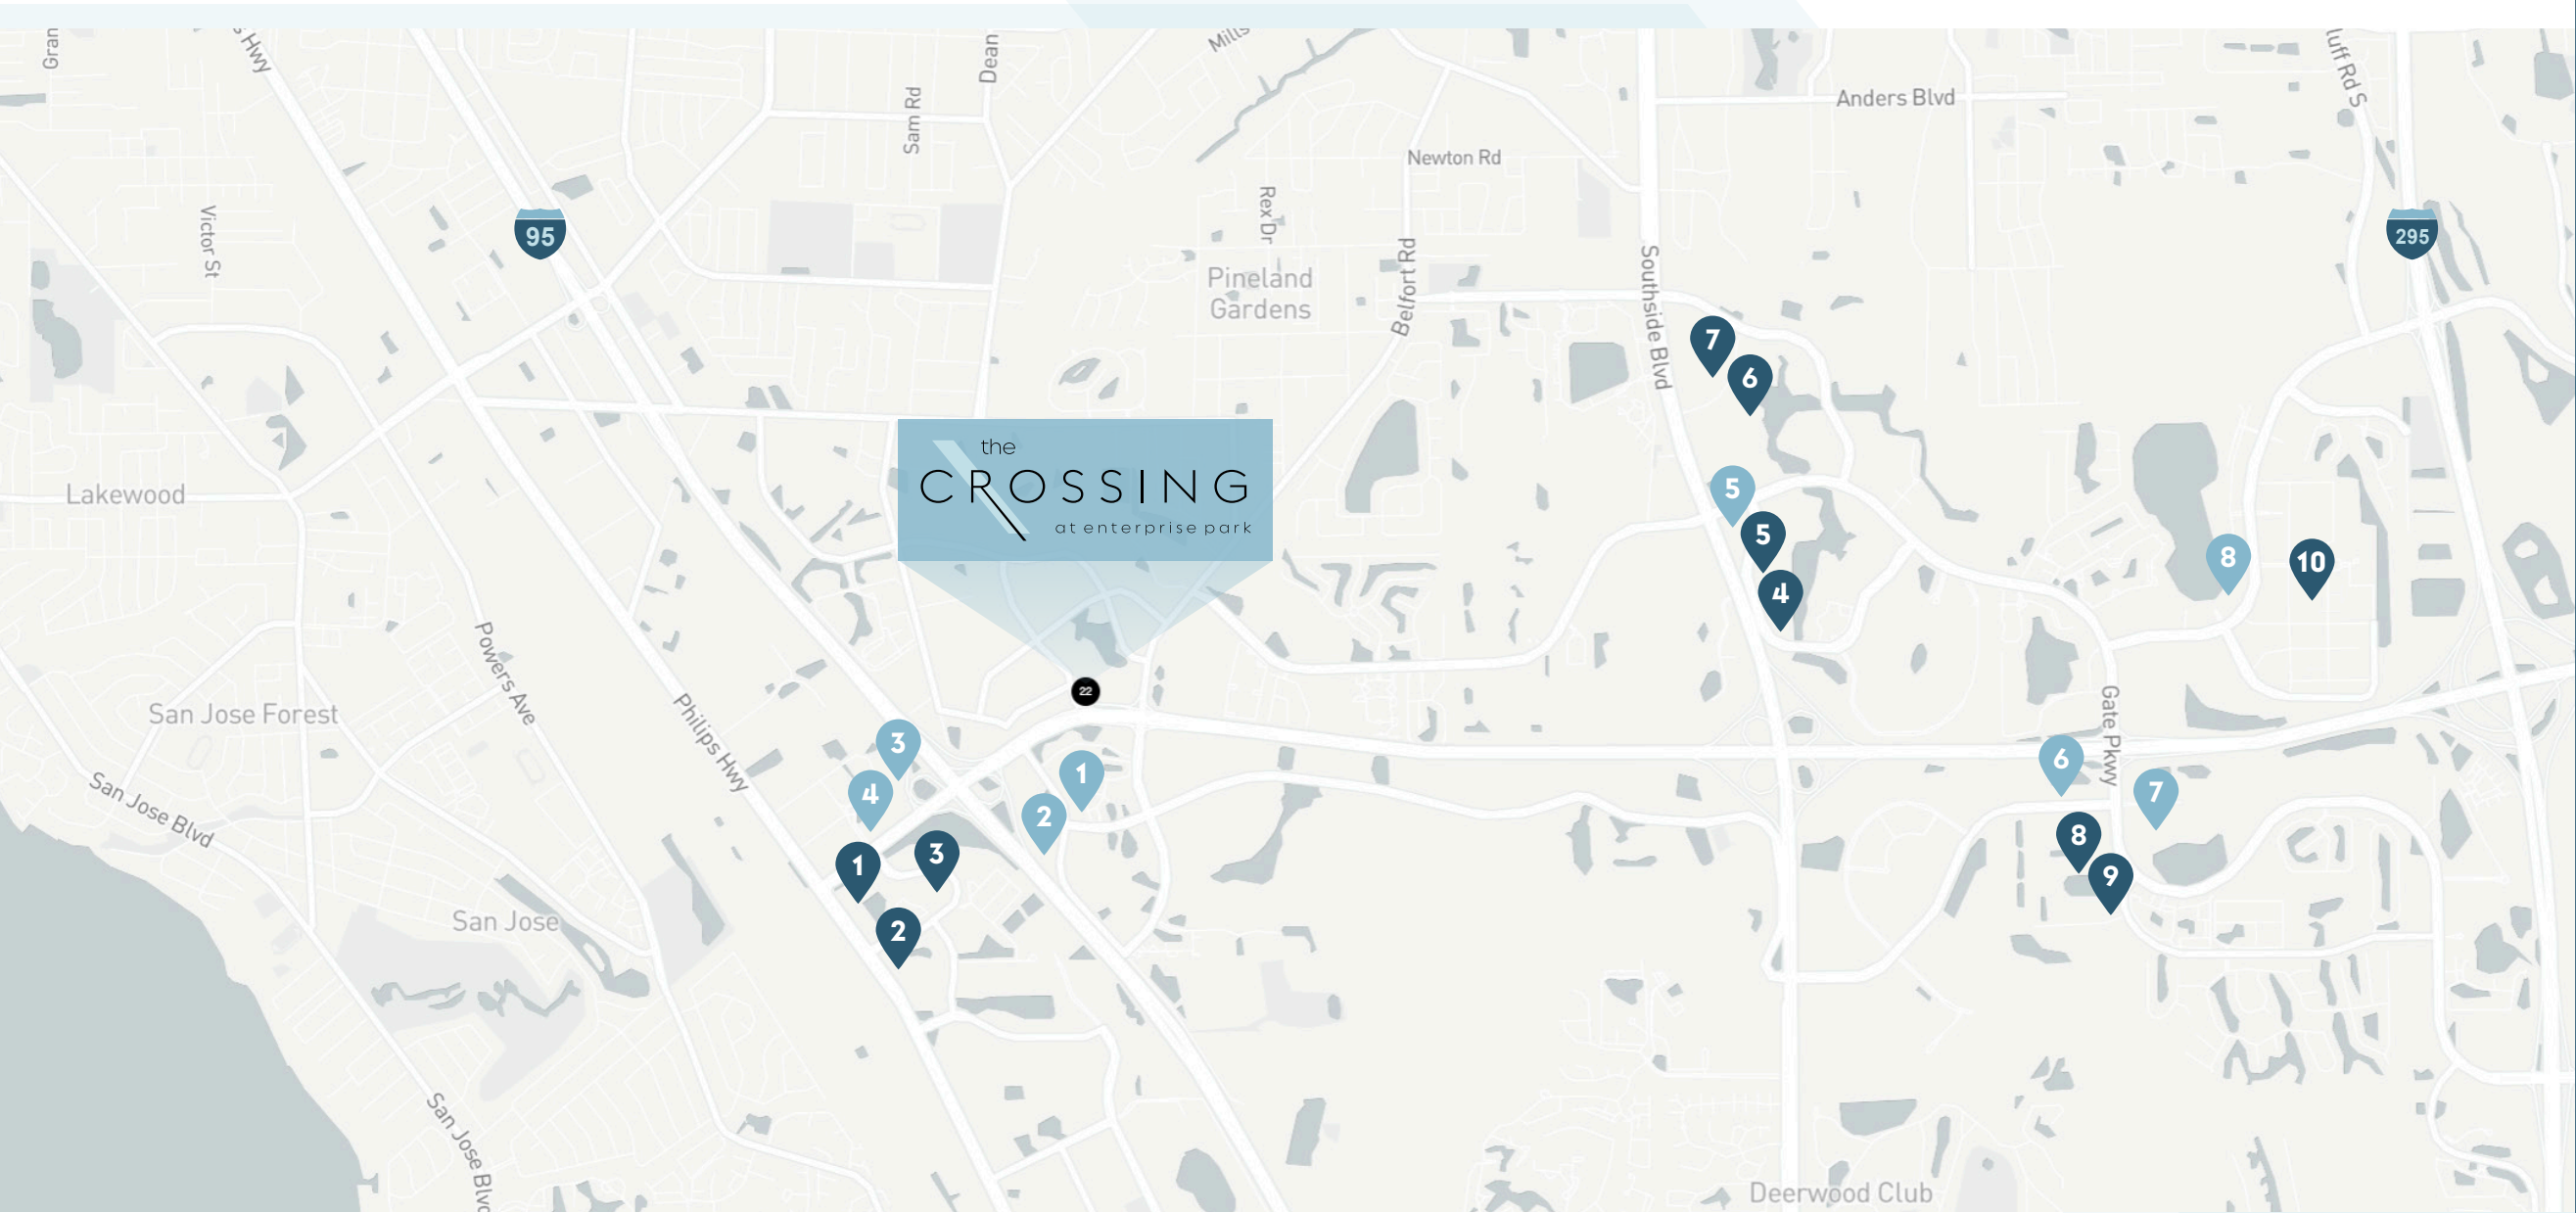 Gran
s Hwy
Dean
Mills
luff Rd S
Sam Rd
Anders Blvd
Newton Rd
Victor St
95
Rex Dr
295
Pineland
Gardens
Belfort Rd
Southside Blvd
7
6
the
CROSSING
at enterprise park
Lakewood
5
5
4
8
10
Powers Ave
Philips Hwy
22
San Jose Forest
Gate Pkwy
3
1
6
4
2
7
San Jose Blvd
1
3
8
9
San Jose
2
San Jose Blvd
Deerwood Club